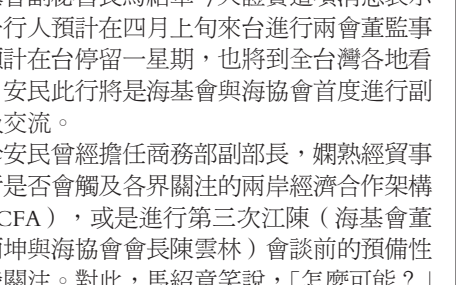 一行人預計在四月上旬來台進行兩會董監事
預計在台停留一星期，也將到全台灣各地看
安民此行將是海基會與海協會首度進行副
級交流。
安民曾經擔任商務部副部長，嫻熟經貿事
行是否會觸及各界關注的兩岸經濟合作架構
CFA），或是進行第三次江陳（海基會董
丙坤與海協會會長陳雲林）會談前的預備性
受關注。對此，馬紹章笑說，「怎麼可能？」